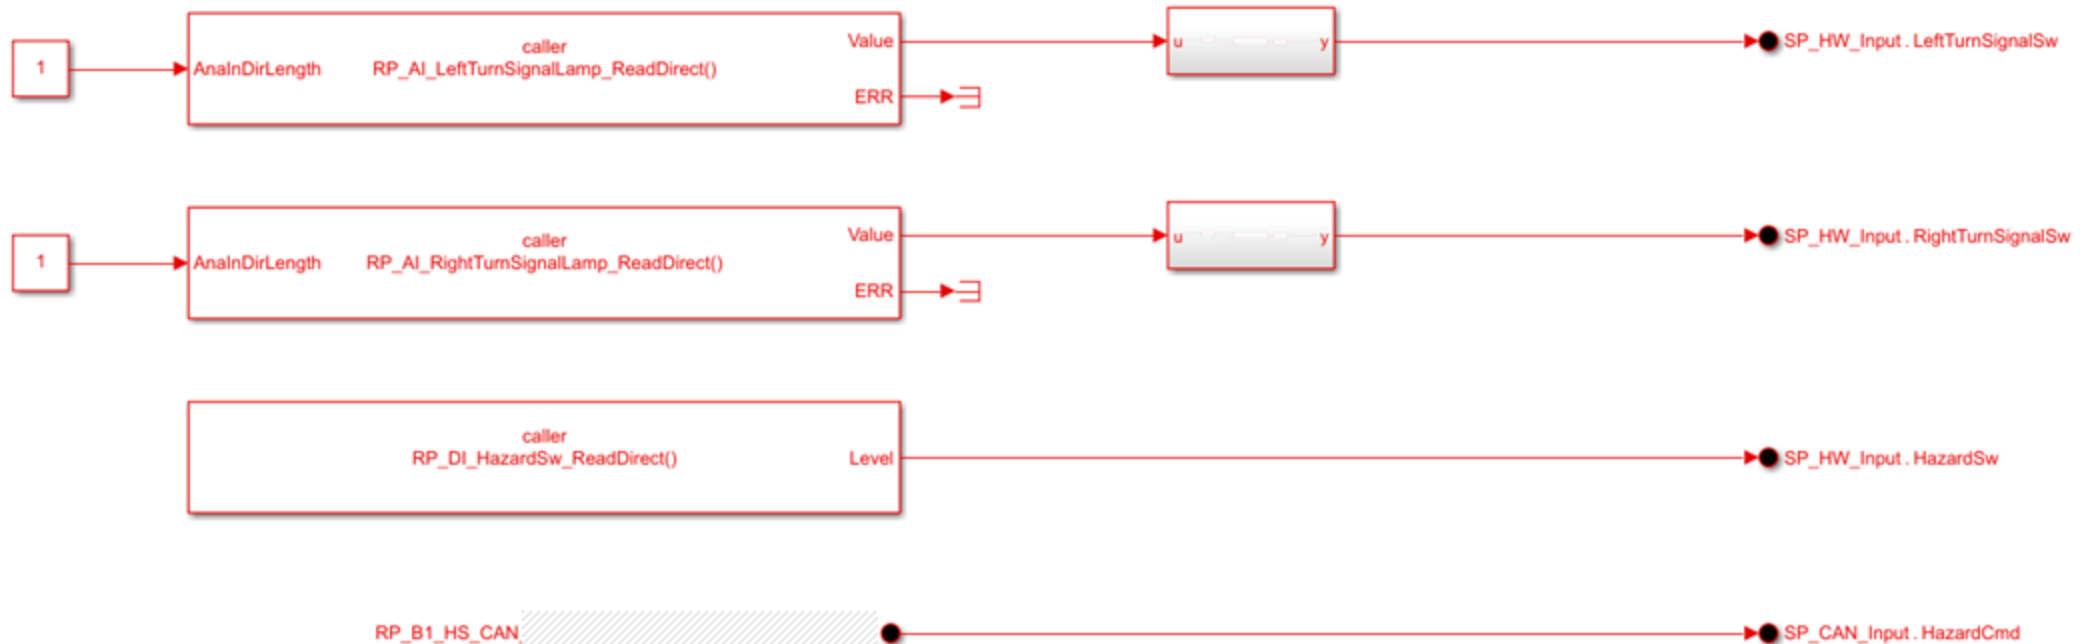 caller
Value
u
y
SP_HW_Input . LeftTurnSignalSw
1
AnaInDirLength
RP_AI_LeftTurnSignalLamp_ReadDirect()
ERR
caller
Value
u
y
SP_HW_Input . RightTurnSignalSw
1
AnaInDirLength
RP_AI_RightTurnSignalLamp_ReadDirect()
ERR
caller
RP_DI_HazardSw_ReadDirect()
Level
SP_HW_Input . HazardSw
RP_B1_HS_CAN_
SP_CAN_Input . HazardCmd